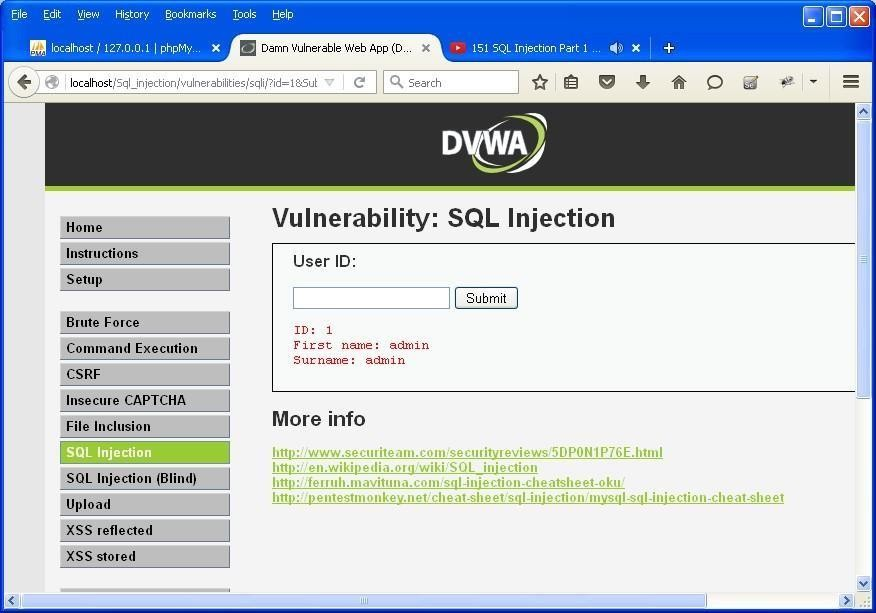 File Edit View History Bookmarks Tools Help
localhost / 127.0.0.1 | phpMy...
Damn Vulnerable Web App (D...
151 SQL Injection Part 1 ...
localhost/Sql_injection/vulnerabilities/sqli/?id=1&Sub
Search
DVWA
Home
Instructions
Setup
Brute Force
Command Execution
CSRF
Insecure CAPTCHA
File Inclusion
SQL Injection
SQL Injection (Blind)
Upload
XSS reflected
XSS stored
Vulnerability: SQL Injection
User ID:
Submit
ID: 1
First name: admin
Surname: admin
More info
http://www.securiteam.com/securityreviews/5DP0N1P76E.html
http://en.wikipedia.org/wiki/SQL_injection
http://ferruh.mavituna.com/sql-injection-cheatsheet-oku/
http://pentestmonkey.net/cheat-sheet/sql-injection/mysql-sql-injection-cheat-sheet